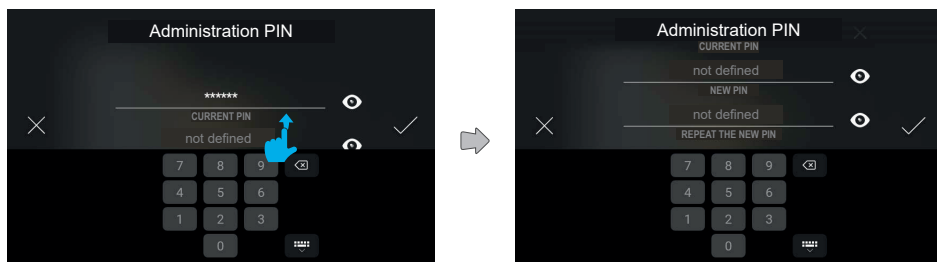 Administration PIN
******
CURRENT PIN
not defined
7 8 9
4 5 6
1 2 3
0
Administration PIN
CURRENT PIN
not defined
NEW PIN
not defined
REPEAT THE NEW PIN
7 8 9
4 5 6
1 2 3
0